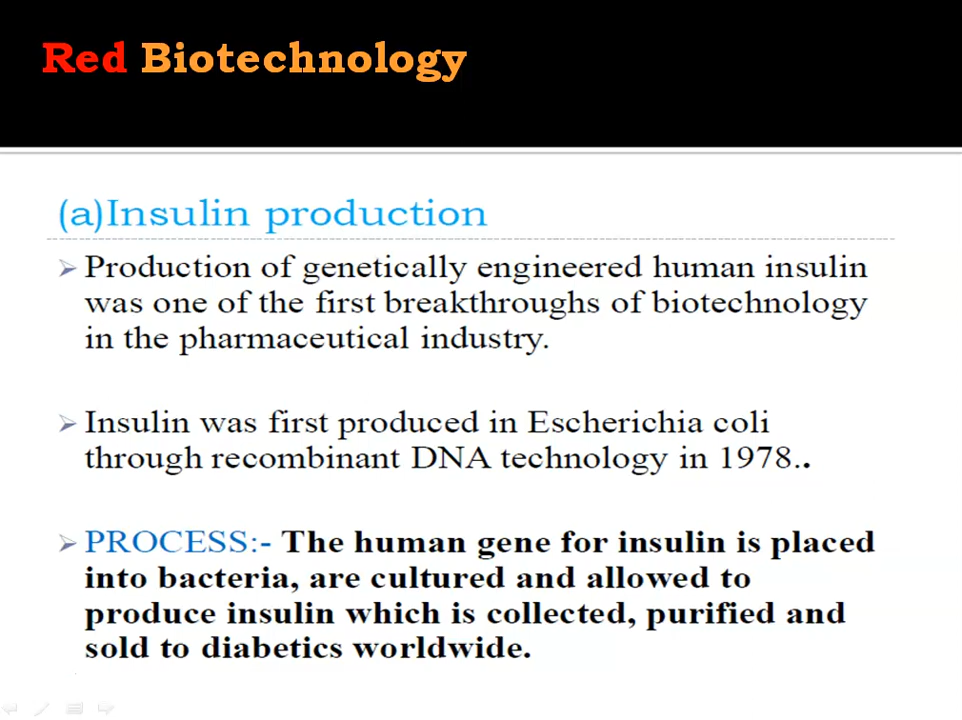 Red Biotechnology
(a)Insulin production
Production of genetically engineered human insulin
was one of the first breakthroughs of biotechnology
in the pharmaceutical industry.
Insulin was first produced in Escherichia coli
through recombinant DNA technology in 1978..
PROCESS:- The human gene for insulin is placed
into bacteria, are cultured and allowed to
produce insulin which is collected, purified and
sold to diabetics worldwide.